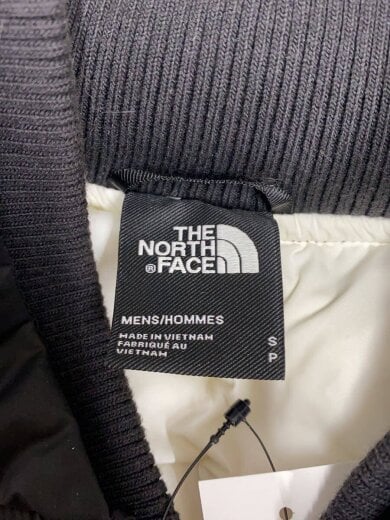 THE
NORTH
®FACE
MENS/HOMMES
MADE IN VIETNAM
FABRIQUÉ AU
VIETNAM
S
P